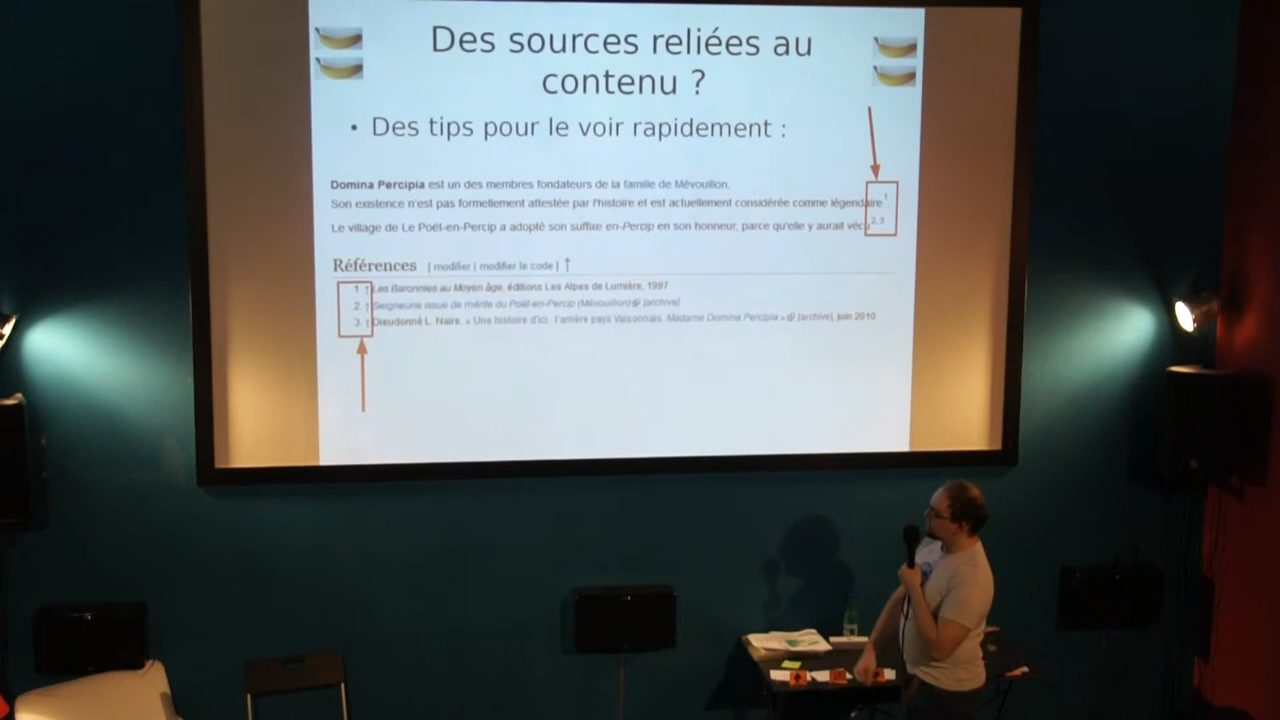 Des sources reliées au
contenu ?
• Des tips pour le voir rapidement :
Domina Percipia est un des membres fondateurs de la famille de Mévouillon.
Son existence n'est pas formellement attestée par l'histoire et est actuellement considérée comme légendaire 1
Le village de Le Poët-en-Percip a adopté son suffixe en-Percip en son honneur, parce qu'elle y aurait vécu 2, 3
Références [ modifier | modifier le code ] ↑
1. ↑ Les Baronnies au Moyen âge, éditions Les Alpes de Lumière, 1997
2. ↑ Seigneurie issue de mérite du Poët-en-Percip (Mévouillon) [archive]
3. ↑ Dieudonné L. Naire, « Une histoire d'ici : l'arrière pays Vaisonnais. Madame Domina Percipia » [archive], juin 2010